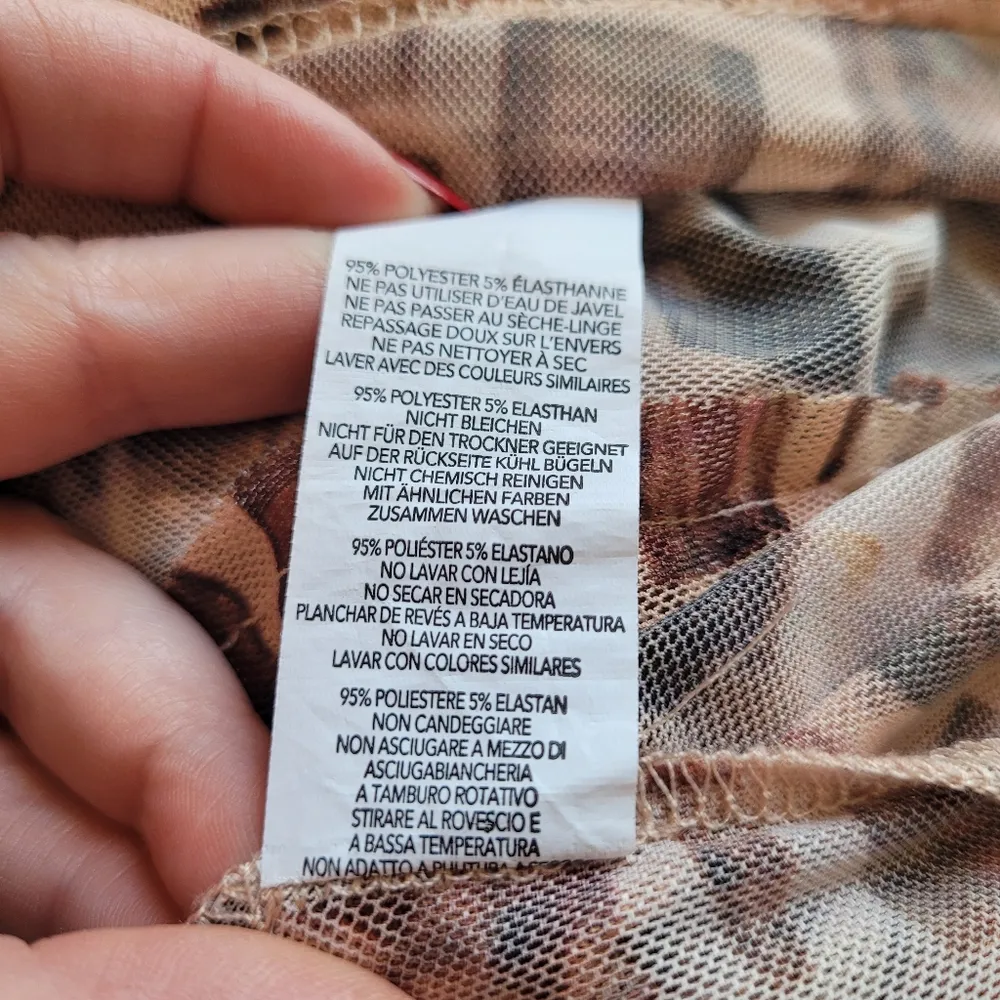 95% POLYESTER 5% ÉLASTHANNE
NE PAS UTILISER D'EAU DE JAVEL
NE PAS PASSER AU SÈCHE-LINGE
REPASSAGE DOUX SUR L'ENVERS
NE PAS NETTOYER À SEC
LAVER AVEC DES COULEURS SIMILAIRES
95% POLYESTER 5% ELASTHAN
NICHT BLEICHEN
NICHT FÜR DEN TROCKNER GEEIGNET
AUF DER RÜCKSEITE KÜHL BÜGELN
NICHT CHEMISCH REINIGEN
MIT ÄHNLICHEN FARBEN
ZUSAMMEN WASCHEN
95% POLIÉSTER 5% ELASTANO
NO LAVAR CON LEJÍA
NO SECAR EN SECADORA
PLANCHAR DE REVÉS A BAJA TEMPERATURA
NO LAVAR EN SECO
LAVAR CON COLORES SIMILARES
95% POLIESTERE 5% ELASTAN
NON CANDEGGIARE
NON ASCIUGARE A MEZZO DI
ASCIUGABIANCHERIA
A TAMBURO ROTATIVO
STIRARE AL ROVESCIO E
A BASSA TEMPERATURA
NON ADATTO A PULITURA